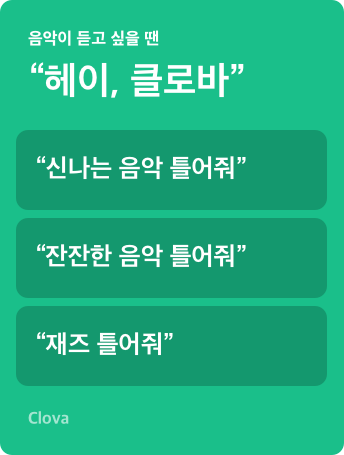 음악이 듣고 싶을 땐
“헤이, 클로바”
“신나는 음악 틀어줘”
“잔잔한 음악 틀어줘”
“재즈 틀어줘”
Clova